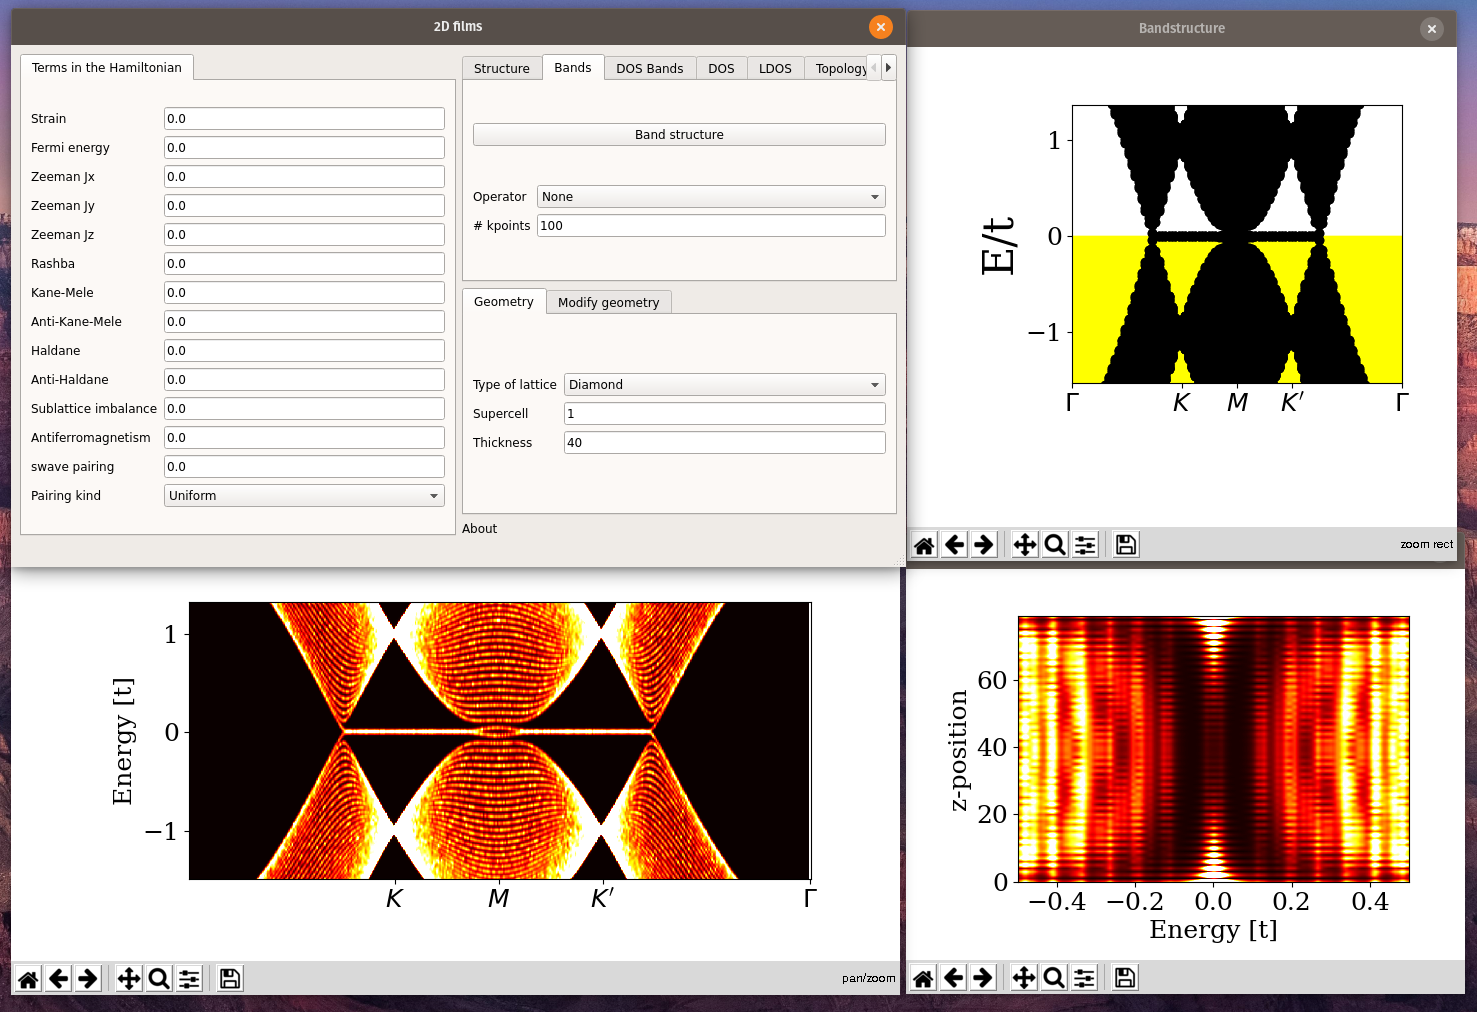 2D films
Terms in the Hamiltonian
Strain 0.0
Fermi energy 0.0
Zeeman Jx 0.0
Zeeman Jy 0.0
Zeeman Jz 0.0
Rashba 0.0
Kane-Mele 0.0
Anti-Kane-Mele 0.0
Haldane 0.0
Anti-Haldane 0.0
Sublattice imbalance 0.0
Antiferromagnetism 0.0
swave pairing 0.0
Pairing kind Uniform
Structure Bands DOS Bands DOS LDOS Topology
Band structure
Operator None
# kpoints 100
Geometry Modify geometry
Type of lattice Diamond
Supercell 1
Thickness 40
About
Bandstructure
E/t
1
0
−1
Γ K M K′ Γ
zoom rect
Energy [t]
1
0
−1
K M K′ Γ
pan/zoom
z-position
60
40
20
0
−0.4 −0.2 0.0 0.2 0.4
Energy [t]